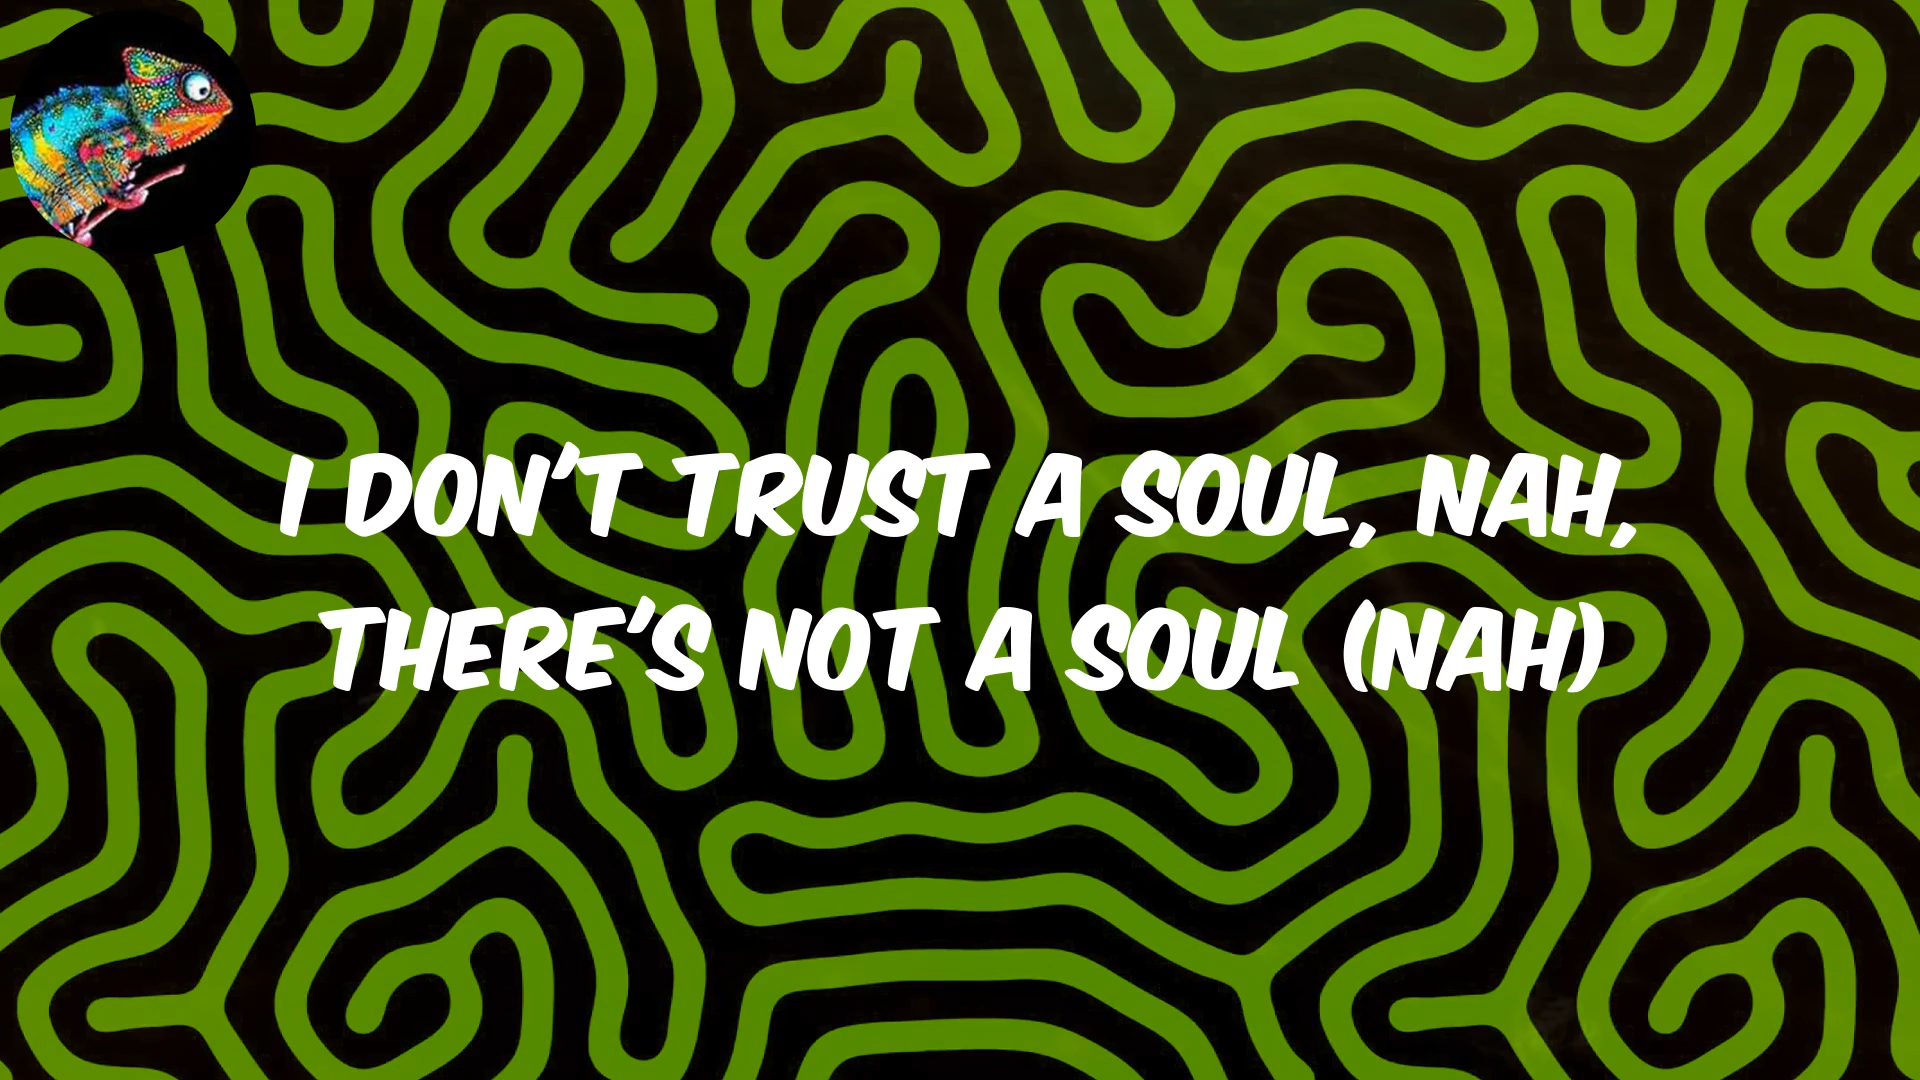 I DON'T TRUST A SOUL, NAH,
THERE'S NOT A SOUL (NAH)